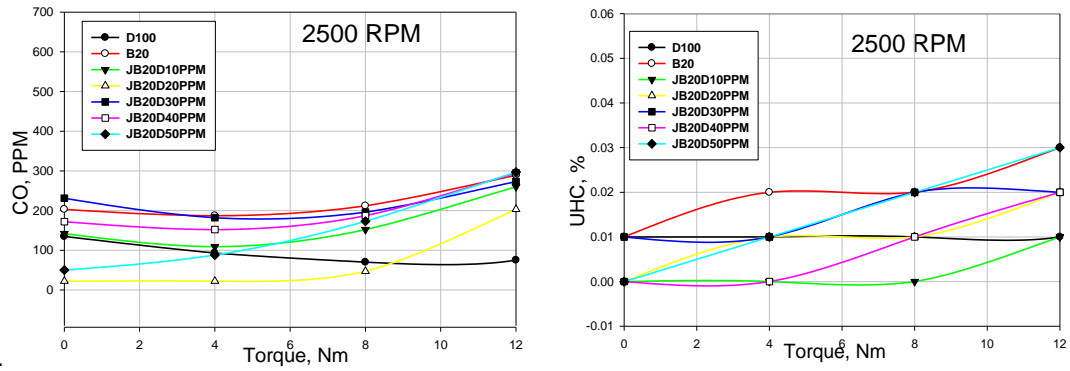 2500 RPM
D100
B20
JB20D10PPM
JB20D20PPM
JB20D30PPM
JB20D40PPM
JB20D50PPM
CO, PPM
700
600
500
400
300
200
100
0
0 2 4 6 8 10 12
Torque, Nm
2500 RPM
D100
B20
JB20D10PPM
JB20D20PPM
JB20D30PPM
JB20D40PPM
JB20D50PPM
UHC, %
0.06
0.05
0.04
0.03
0.02
0.01
0.00
-0.01
0 2 4 6 8 10 12
Torque, Nm
.